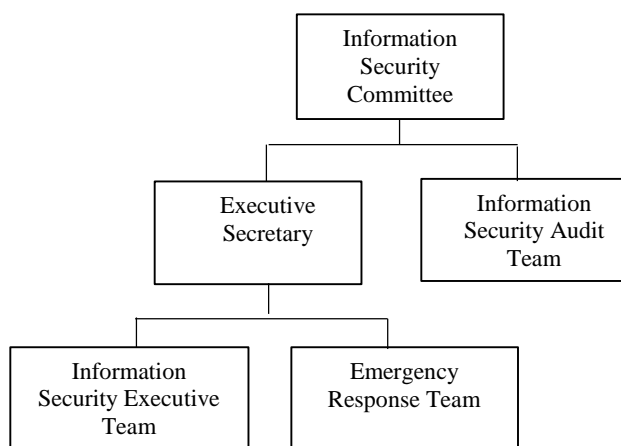 Information
Security
Committee
Executive
Secretary
Information
Security Audit
Team
Information
Security Executive
Team
Emergency
Response Team